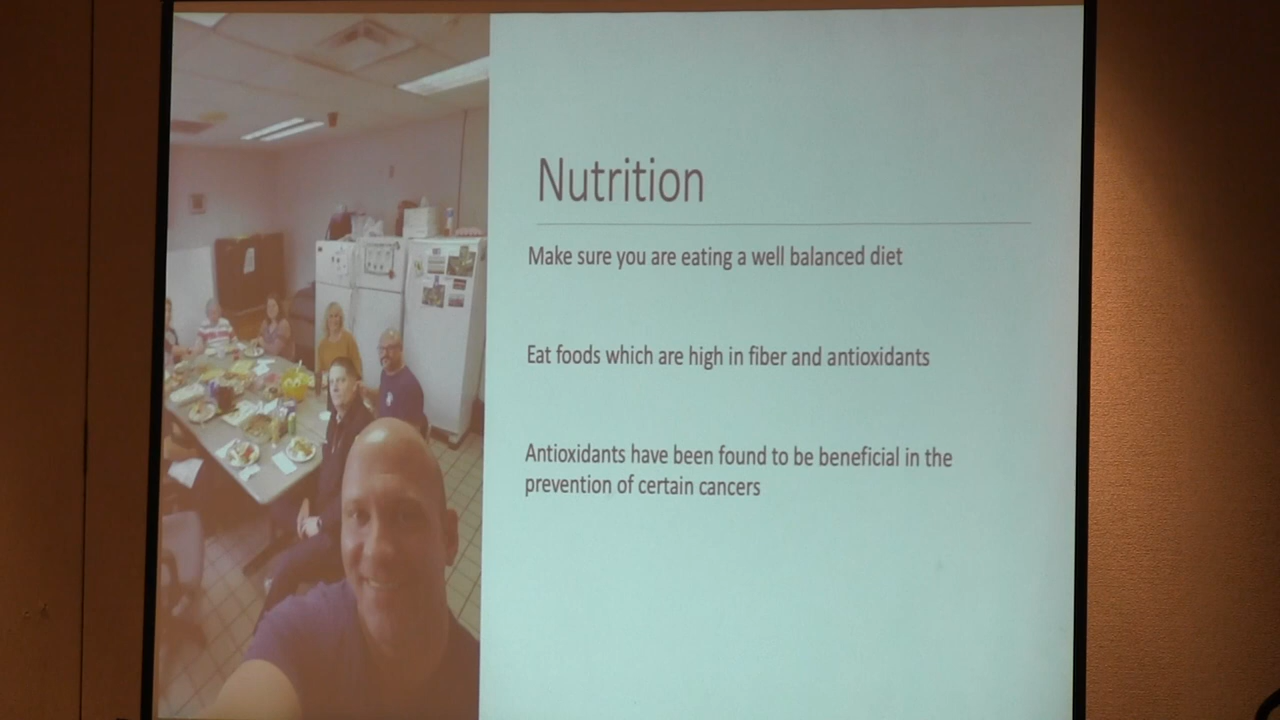 Nutrition
Make sure you are eating a well balanced diet
Eat foods which are high in fiber and antioxidants
Antioxidants have been found to be beneficial in the
prevention of certain cancers